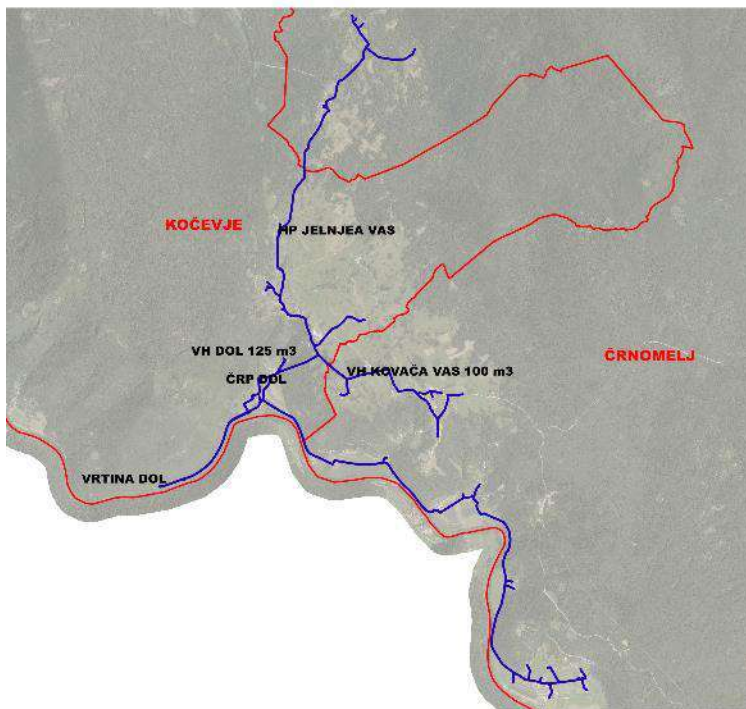 KOČEVJE
HP JELNJEA VAS
VH DOL 125 m3
ČRNOMELJ
VH KOVAČA VAS 100 m3
ČRP DOL
VRTINA DOL